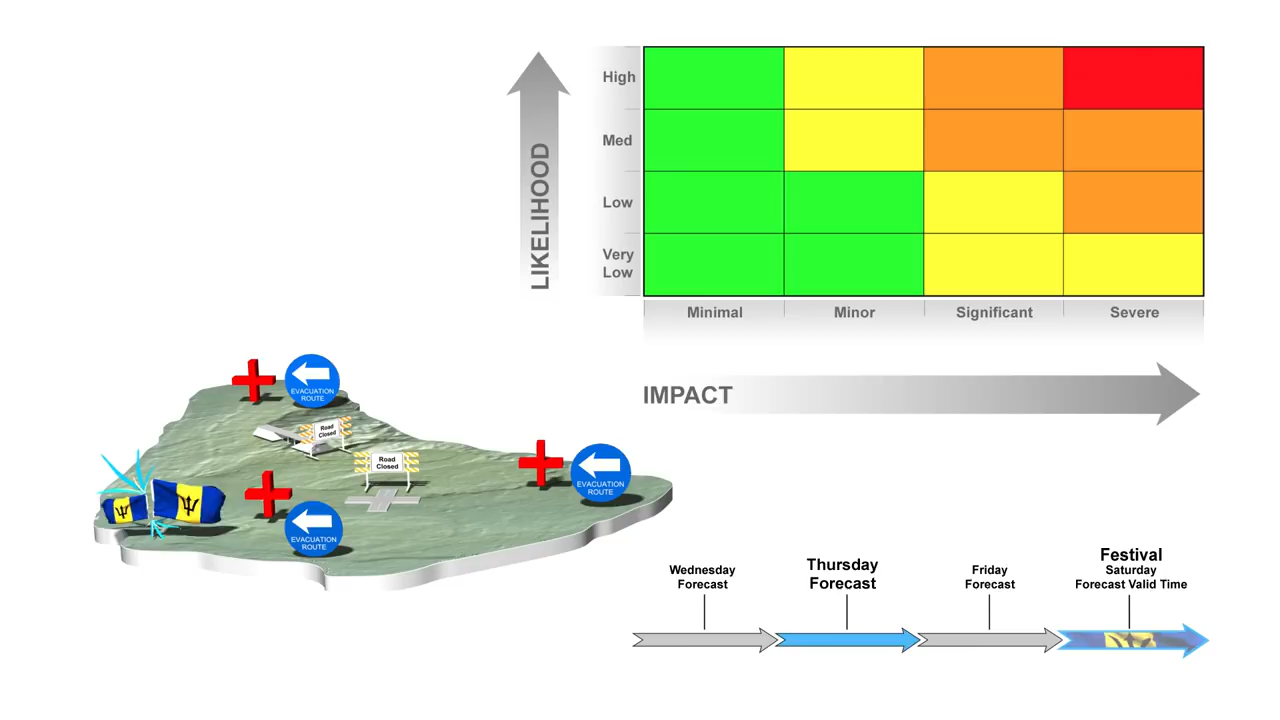 High
Med
Low
Very
Low
LIKELIHOOD
Minimal
Minor
Significant
Severe
IMPACT
EVACUATION
ROUTE
Road
Closed
Road
Closed
EVACUATION
ROUTE
EVACUATION
ROUTE
Wednesday
Forecast
Thursday
Forecast
Friday
Forecast
Festival
Saturday
Forecast Valid Time